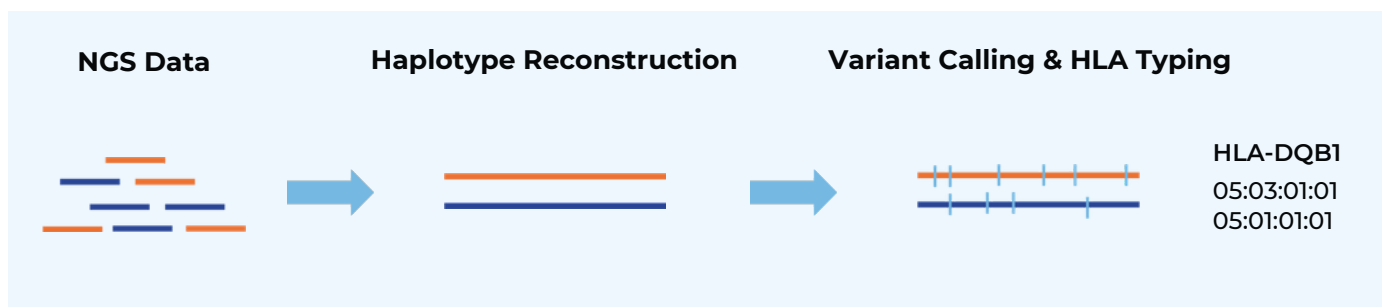 NGS Data
Haplotype Reconstruction
Variant Calling & HLA Typing
HLA-DQB1
05:03:01:01
05:01:01:01